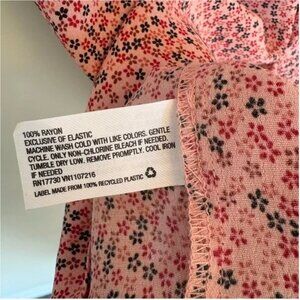 100% RAYON
EXCLUSIVE OF ELASTIC
MACHINE WASH COLD WITH LIKE COLORS. GENTLE
CYCLE. ONLY NON-CHLORINE BLEACH IF NEEDED.
TUMBLE DRY LOW. REMOVE PROMPTLY. COOL IRON
IF NEEDED
RN17730 VN1107216
LABEL MADE FROM 100% RECYCLED PLASTIC